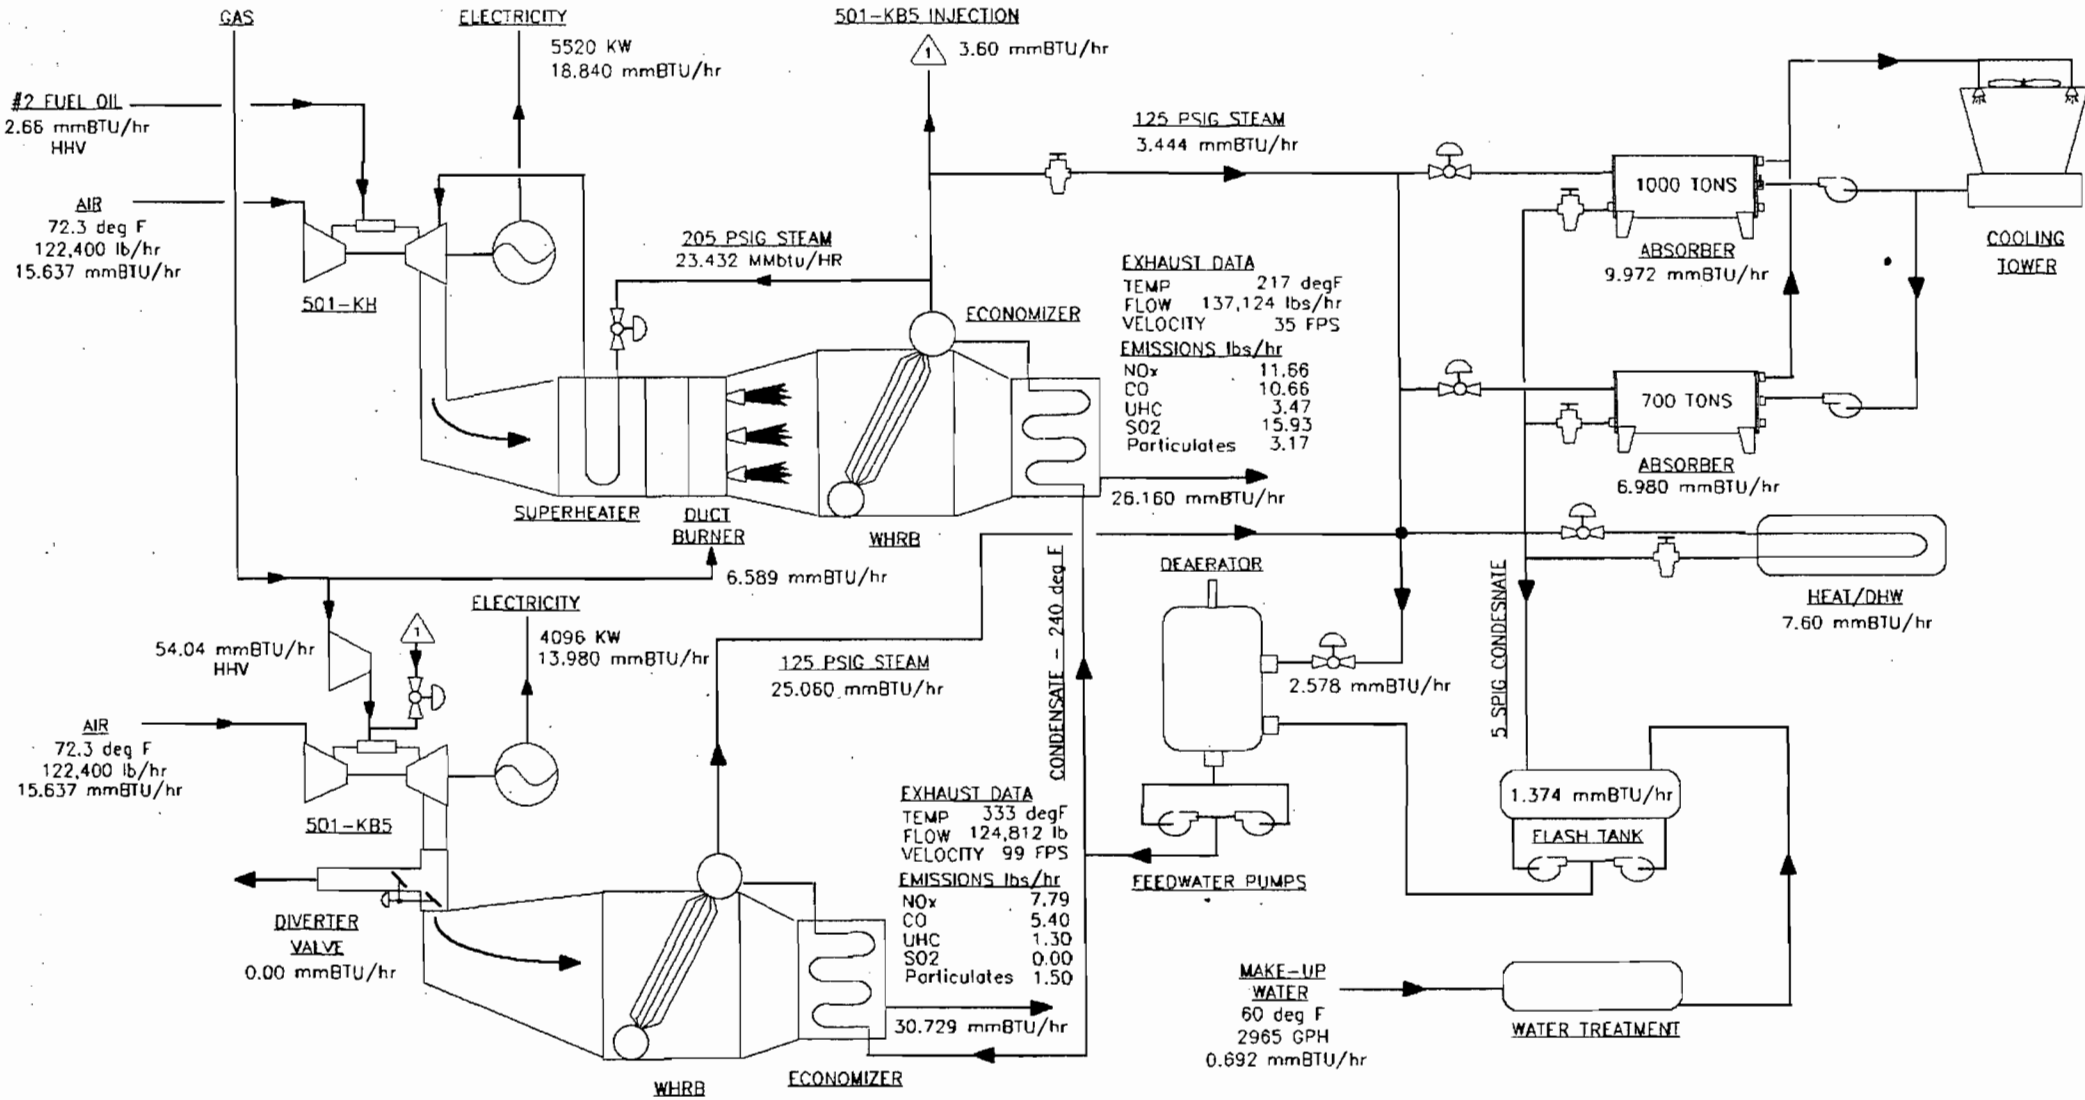 GAS
ELECTRICITY
5520 KW
18.840 mmBTU/hr
501-KB5 INJECTION
1
3.60 mmBTU/hr
#2 FUEL OIL
2.66 mmBTU/hr
HHV
125 PSIG STEAM
3.444 mmBTU/hr
AIR
72.3 deg F
122,400 lb/hr
15.637 mmBTU/hr
501-KH
205 PSIG STEAM
23.432 MMbtu/HR
1000 TONS
ABSORBER
9.972 mmBTU/hr
COOLING
TOWER
EXHAUST DATA
TEMP 217 degF
FLOW 137,124 lbs/hr
VELOCITY 35 FPS
EMISSIONS lbs/hr
NOx 11.66
CO 10.66
UHC 3.47
SO2 15.93
Particulates 3.17
ECONOMIZER
26.160 mmBTU/hr
700 TONS
ABSORBER
6.980 mmBTU/hr
SUPERHEATER
DUCT
BURNER
WHRB
6.589 mmBTU/hr
ELECTRICITY
4096 KW
13.980 mmBTU/hr
1
54.04 mmBTU/hr
HHV
125 PSIG STEAM
25.060 mmBTU/hr
CONDENSATE - 240 deg F
DEAERATOR
2.578 mmBTU/hr
5 SPIG CONDESNATE
HEAT/DHW
7.60 mmBTU/hr
AIR
72.3 deg F
122,400 lb/hr
15.637 mmBTU/hr
501-KB5
1.374 mmBTU/hr
FLASH TANK
EXHAUST DATA
TEMP 333 degF
FLOW 124,812 lb
VELOCITY 99 FPS
EMISSIONS lbs/hr
NOx 7.79
CO 5.40
UHC 1.30
SO2 0.00
Particulates 1.50
FEEDWATER PUMPS
DIVERTER
VALVE
0.00 mmBTU/hr
30.729 mmBTU/hr
WHRB
ECONOMIZER
MAKE-UP
WATER
60 deg F
2965 GPH
0.692 mmBTU/hr
WATER TREATMENT